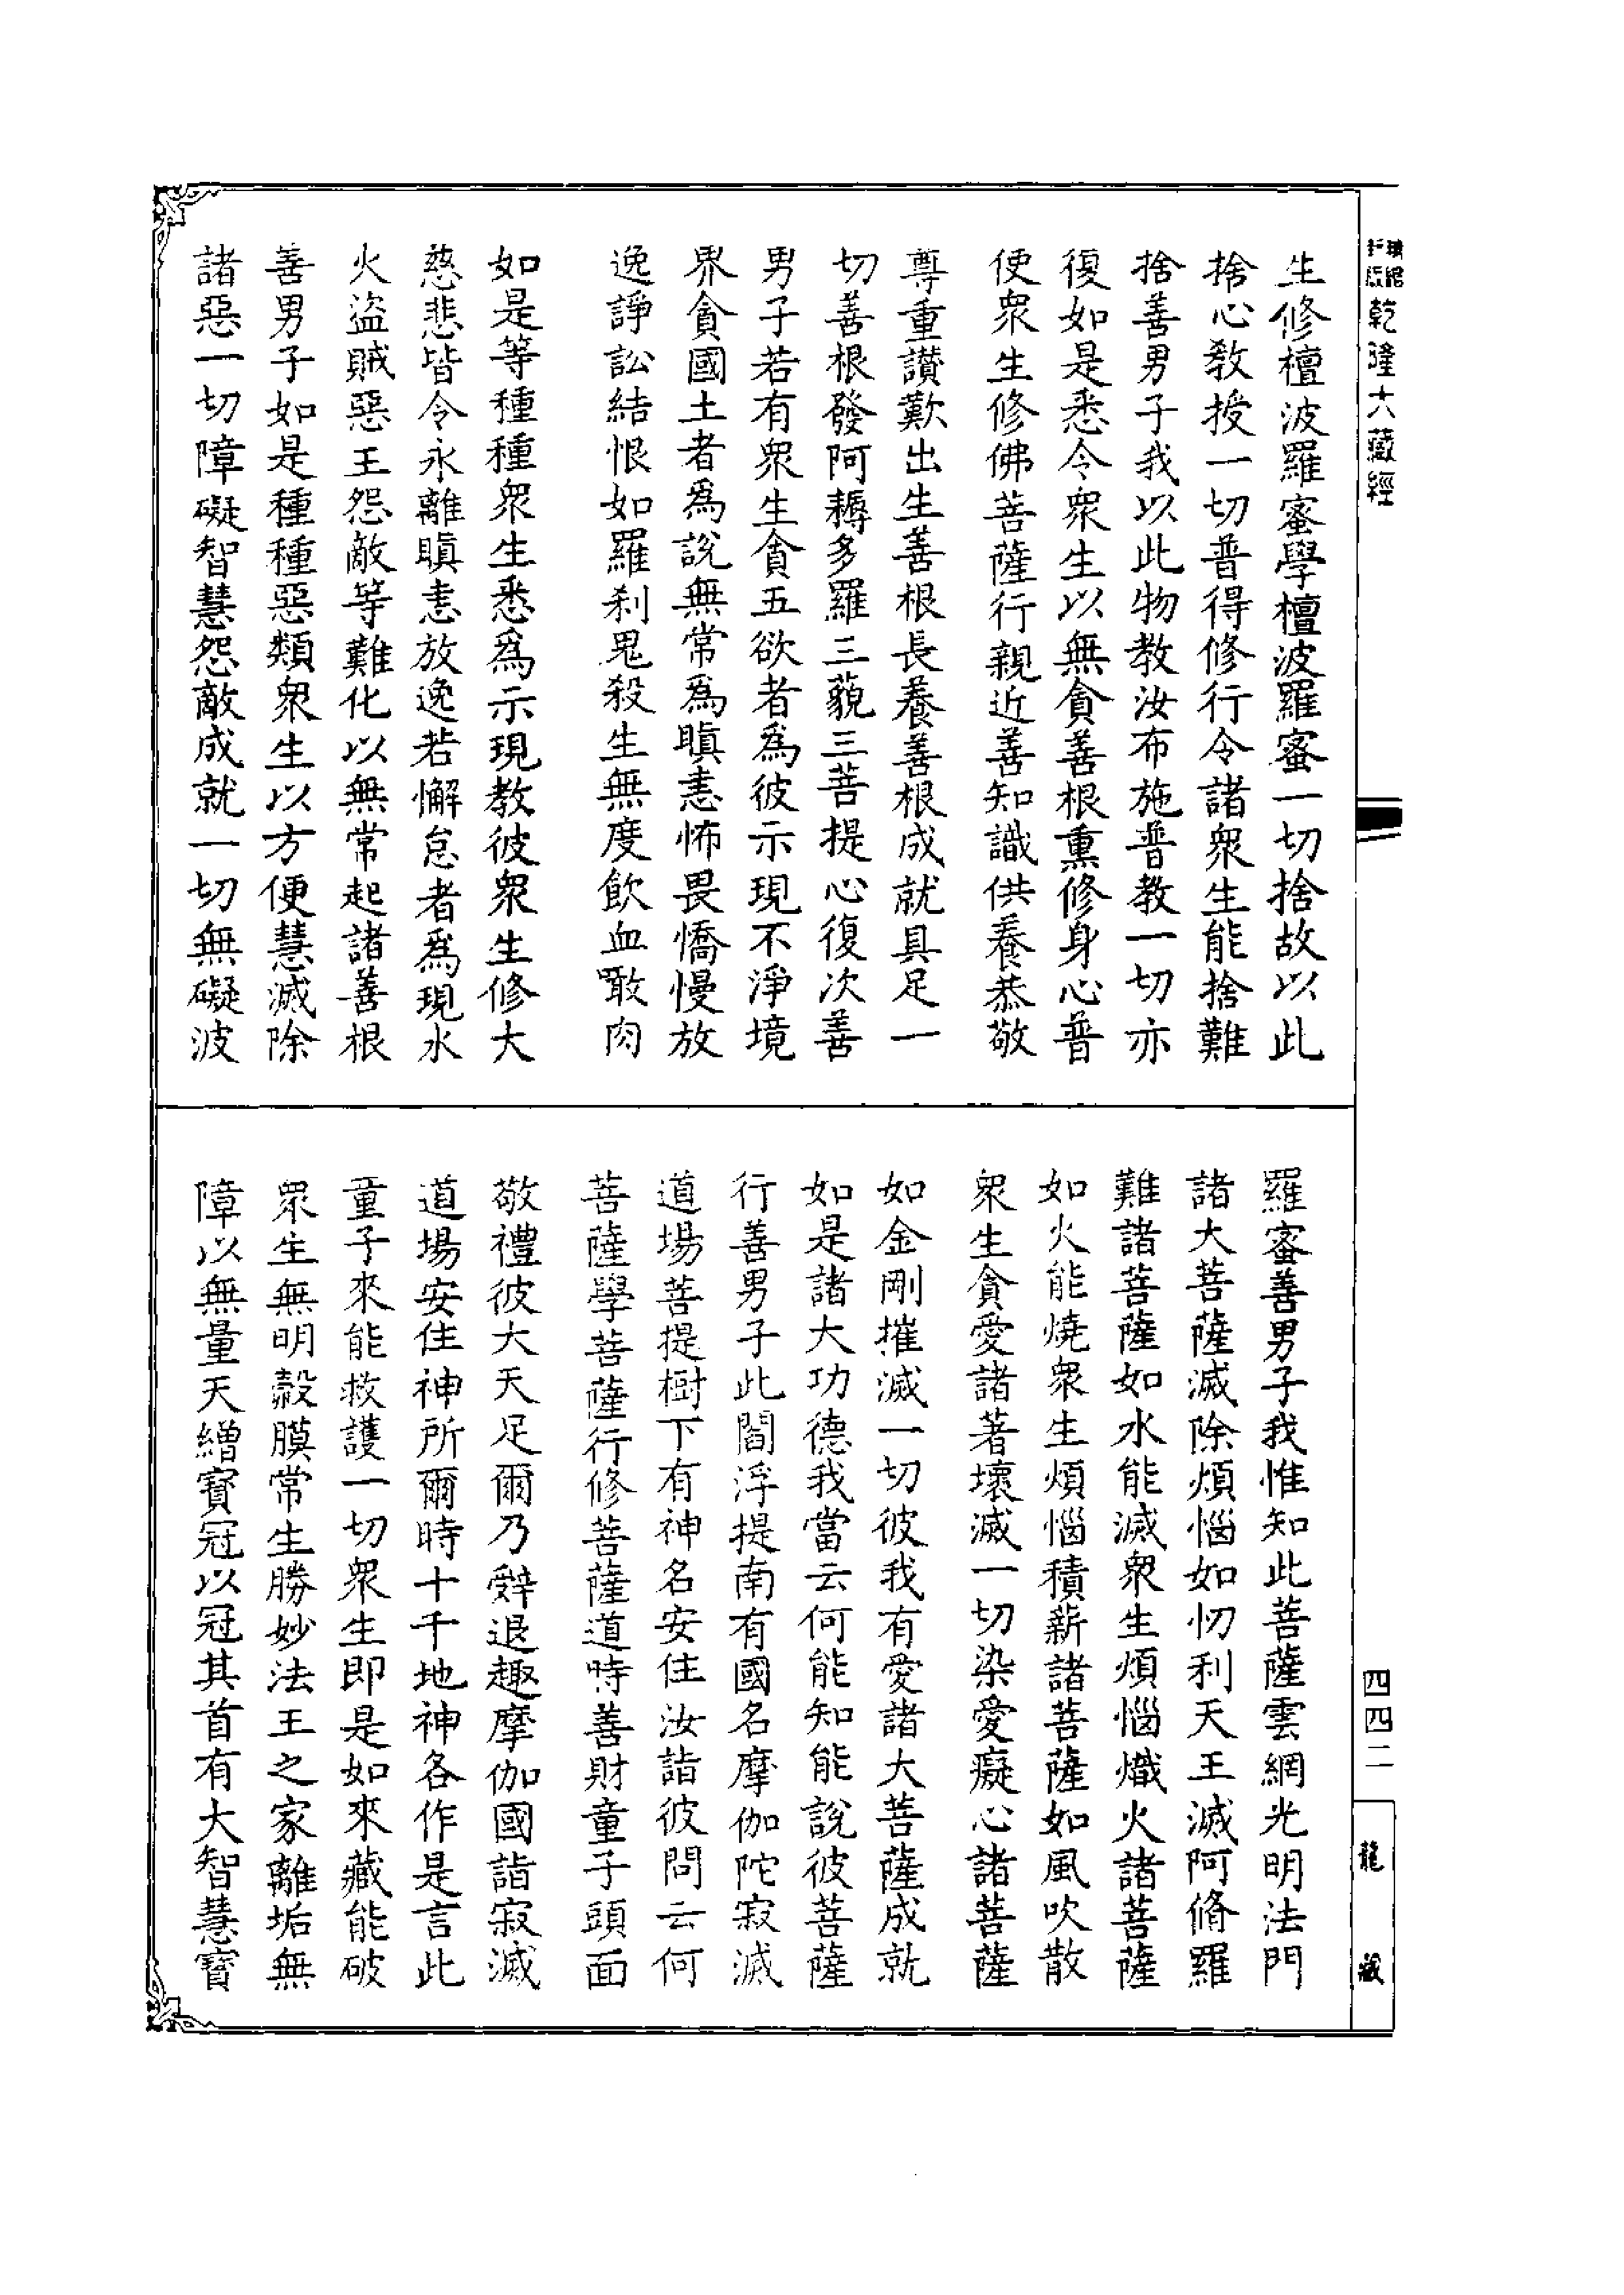 乾隆大藏經
生修檀波羅蜜學檀波羅蜜一切捨故以此
捨心教授一切普得修行令諸衆生能捨難
捨善男子我以此物教汝布施普教一切亦
復如是悉令衆生以無貪善根熏修身心普
使衆生修佛菩薩行親近善知識供養恭敬
尊重讃歎出生善根長養善根成就具足一
切善根發阿耨多羅三藐三菩提心復次善
男子若有衆生貪五欲者爲彼示現不淨境
界貪國土者爲說無常爲瞋恚怖畏憍慢放
逸諍訟結恨如羅刹鬼殺生無度飲血噉肉
如是等種種衆生悉爲示現教彼衆生修大
慈悲皆令永離瞋恚放逸若懈怠者爲現水
火盜賊惡王怨敵等難化以無常起諸善根
善男子如是種種惡類衆生以方便慧滅除
諸惡一切障礙智慧怨敵成就一切無礙波
羅蜜善男子我惟知此菩薩雲網光明法門
諸大菩薩滅除煩惱如忉利天王滅阿脩羅
難諸菩薩如水能滅衆生煩惱熾火諸菩薩
如火能燒衆生煩惱積薪諸菩薩如風吹散
衆生貪愛諸著壞滅一切染愛癡心諸菩薩
如金剛摧滅一切彼我有愛諸大菩薩成就
如是諸大功德我當云何能知能說彼菩薩
行善男子此閻浮提南有國名摩伽陀寂滅
道場菩提樹下有神名安住汝詣彼問云何
菩薩學菩薩行修菩薩道時善財童子頭面
敬禮彼大天足爾乃辭退趣摩伽國詣寂滅
道場安住神所爾時十千地神各作是言此
童子來能救護一切衆生即是如來藏能破
衆生無明㲉膜常生勝妙法王之家離垢無
障以無量天繒寶冠以冠其首有大智慧寶
四四二
龍藏